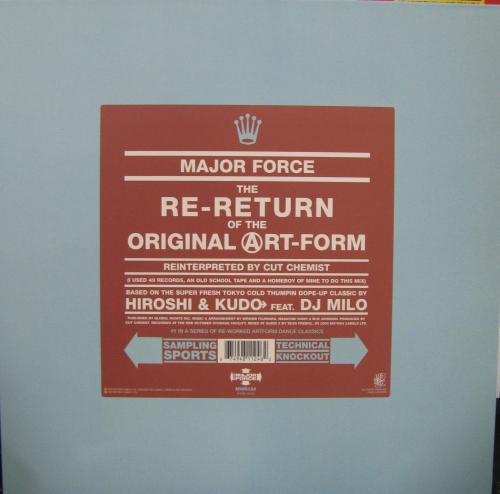 MAJOR FORCE
THE
RE-RETURN
OF THE
ORIGINAL ART-FORM
REINTERPRETED BY CUT CHEMIST
(I USED 49 RECORDS, AN OLD SCHOOL TAPE AND A HOMEBOY OF MINE TO DO THIS MIX)
BASED ON THE SUPER FRESH TOKYO COLD THUMPIN DOPE-UP CLASSIC BY
HIROSHI & KUDO FEAT. DJ MILO
#1 IN A SERIES OF RE-WORKED ARTFORM DANCE CLASSICS
SAMPLING SPORTS
TECHNICAL KNOCKOUT
MAJOR FORCE